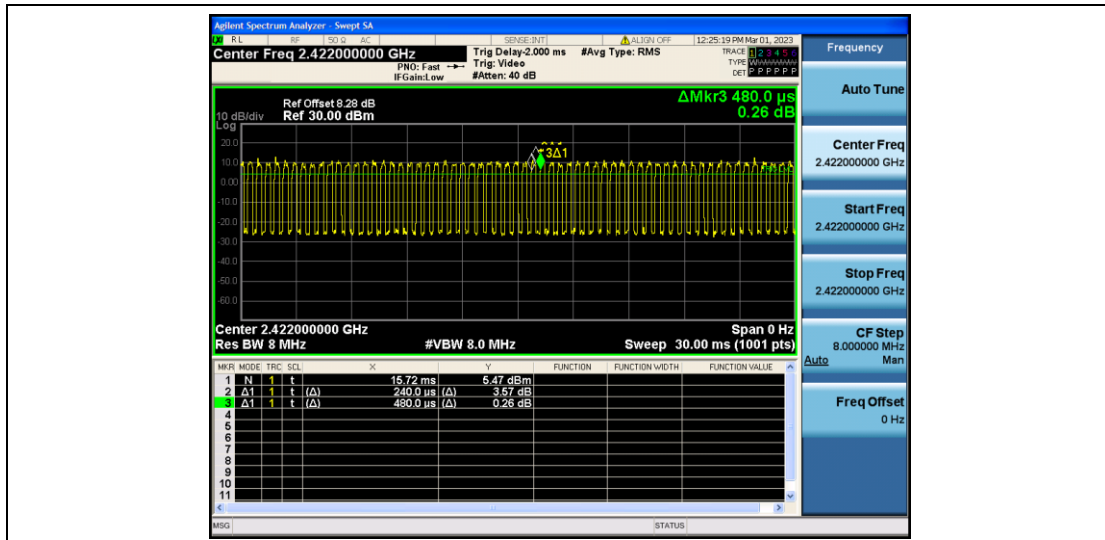 Agilent Spectrum Analyzer - Swept SA
RL RF 50 Ω AC SENSE:INT ALIGN OFF 12:25:19 PM Mar 01, 2023
Center Freq 2.422000000 GHz
PNO: Fast
IFGain:Low
Trig Delay-2.000 ms
Trig: Video
#Atten: 40 dB
#Avg Type: RMS
TRACE 1 2 3 4 5 6
TYPE WWWWWW
DET P P P P P P
ΔMkr3 480.0 µs
0.26 dB
Ref Offset 8.28 dB
10 dB/div Ref 30.00 dBm
Log
20.0
10.0
0.00
-10.0
-20.0
-30.0
-40.0
-50.0
-60.0
3Δ1
Center 2.422000000 GHz Span 0 Hz
Res BW 8 MHz #VBW 8.0 MHz Sweep 30.00 ms (1001 pts)
MKR MODE TRC SCL X Y FUNCTION FUNCTION WIDTH FUNCTION VALUE
1 N 1 t 15.72 ms 5.47 dBm
2 Δ1 1 t (Δ) 240.0 µs (Δ) 3.57 dB
3 Δ1 1 t (Δ) 480.0 µs (Δ) 0.26 dB
4
5
6
7
8
9
10
11
MSG STATUS
Frequency
Auto Tune
Center Freq
2.422000000 GHz
Start Freq
2.422000000 GHz
Stop Freq
2.422000000 GHz
CF Step
8.000000 MHz
Auto Man
Freq Offset
0 Hz